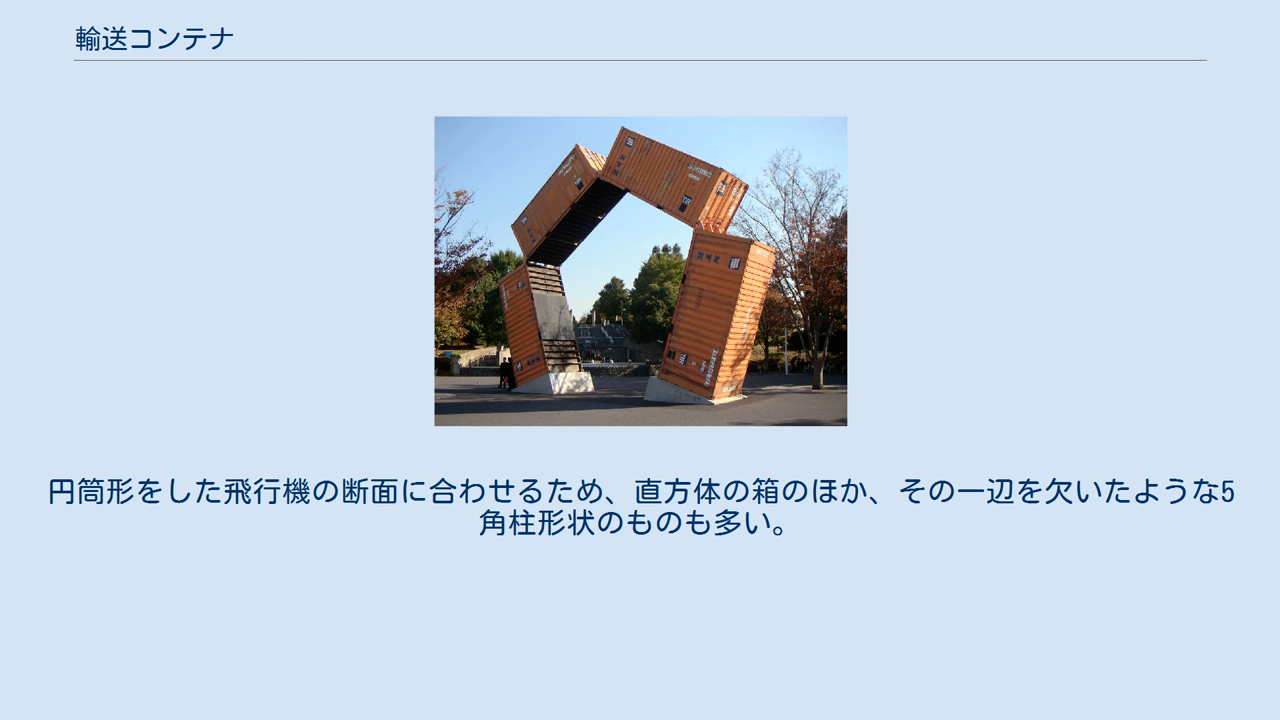 輸送コンテナ
円筒形をした飛行機の断面に合わせるため、直方体の箱のほか、その一辺を欠いたような5
角柱形状のものも多い。